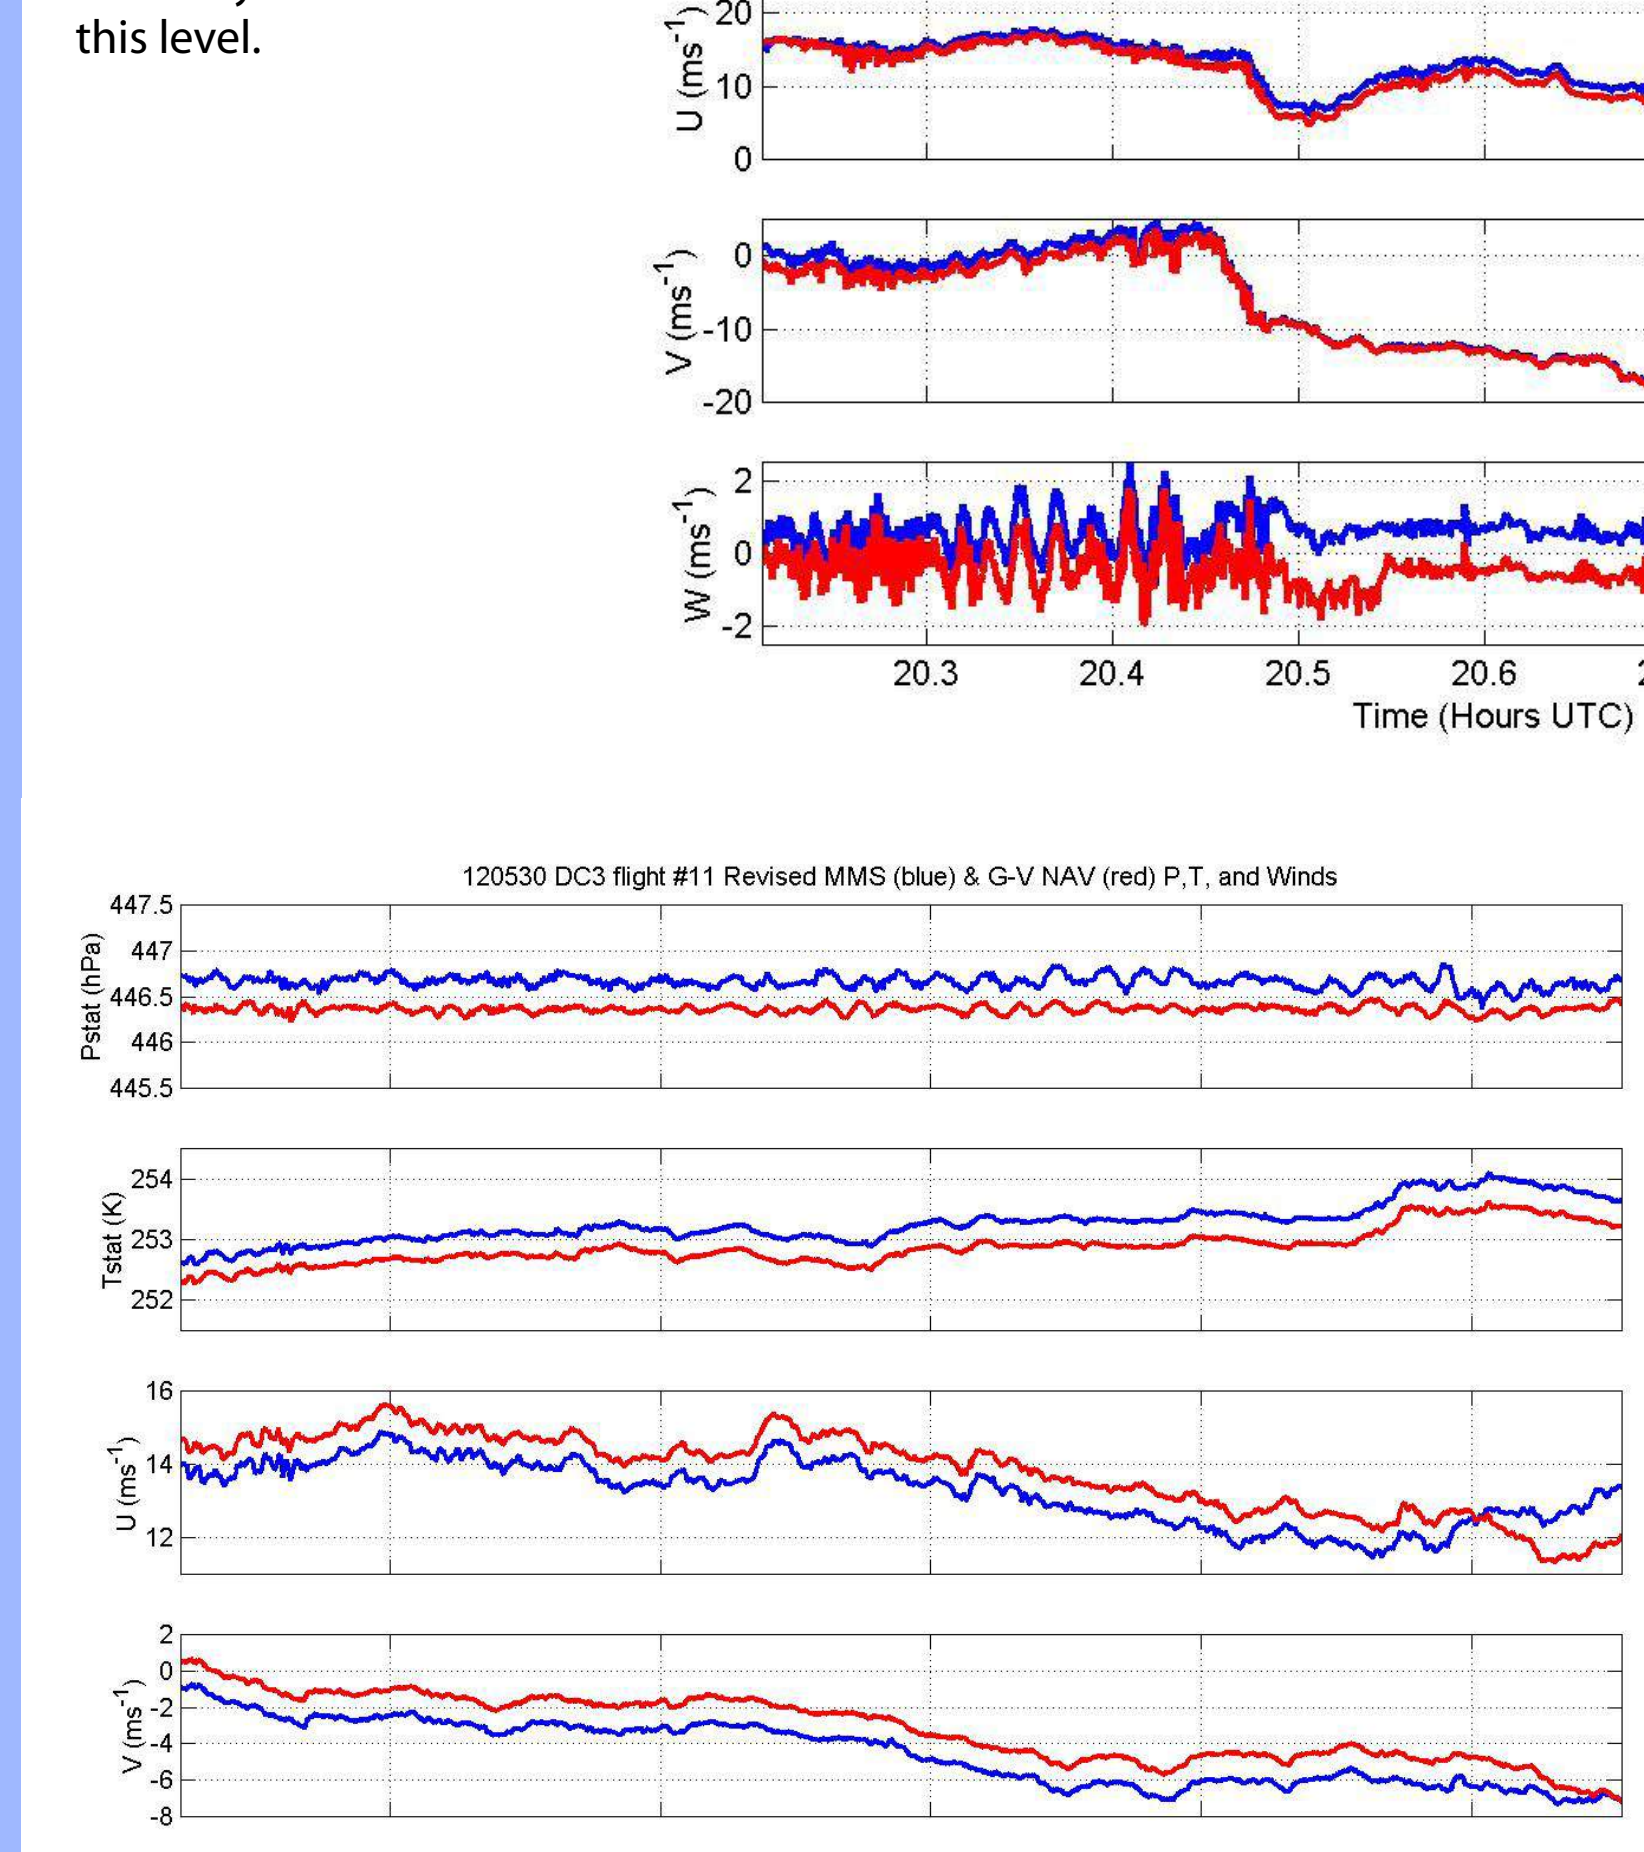 this level.
20
10
0
U (ms-1)
0
-10
-20
V (ms-1)
2
0
-2
W (ms-1)
20.3 20.4 20.5 20.6
Time (Hours UTC)
120530 DC3 flight #11 Revised MMS (blue) & G-V NAV (red) P,T, and Winds
447.5
447
446.5
446
445.5
Pstat (hPa)
254
253
252
Tstat (K)
16
14
12
U (ms-1)
2
0
-2
-4
-6
-8
V (ms-1)